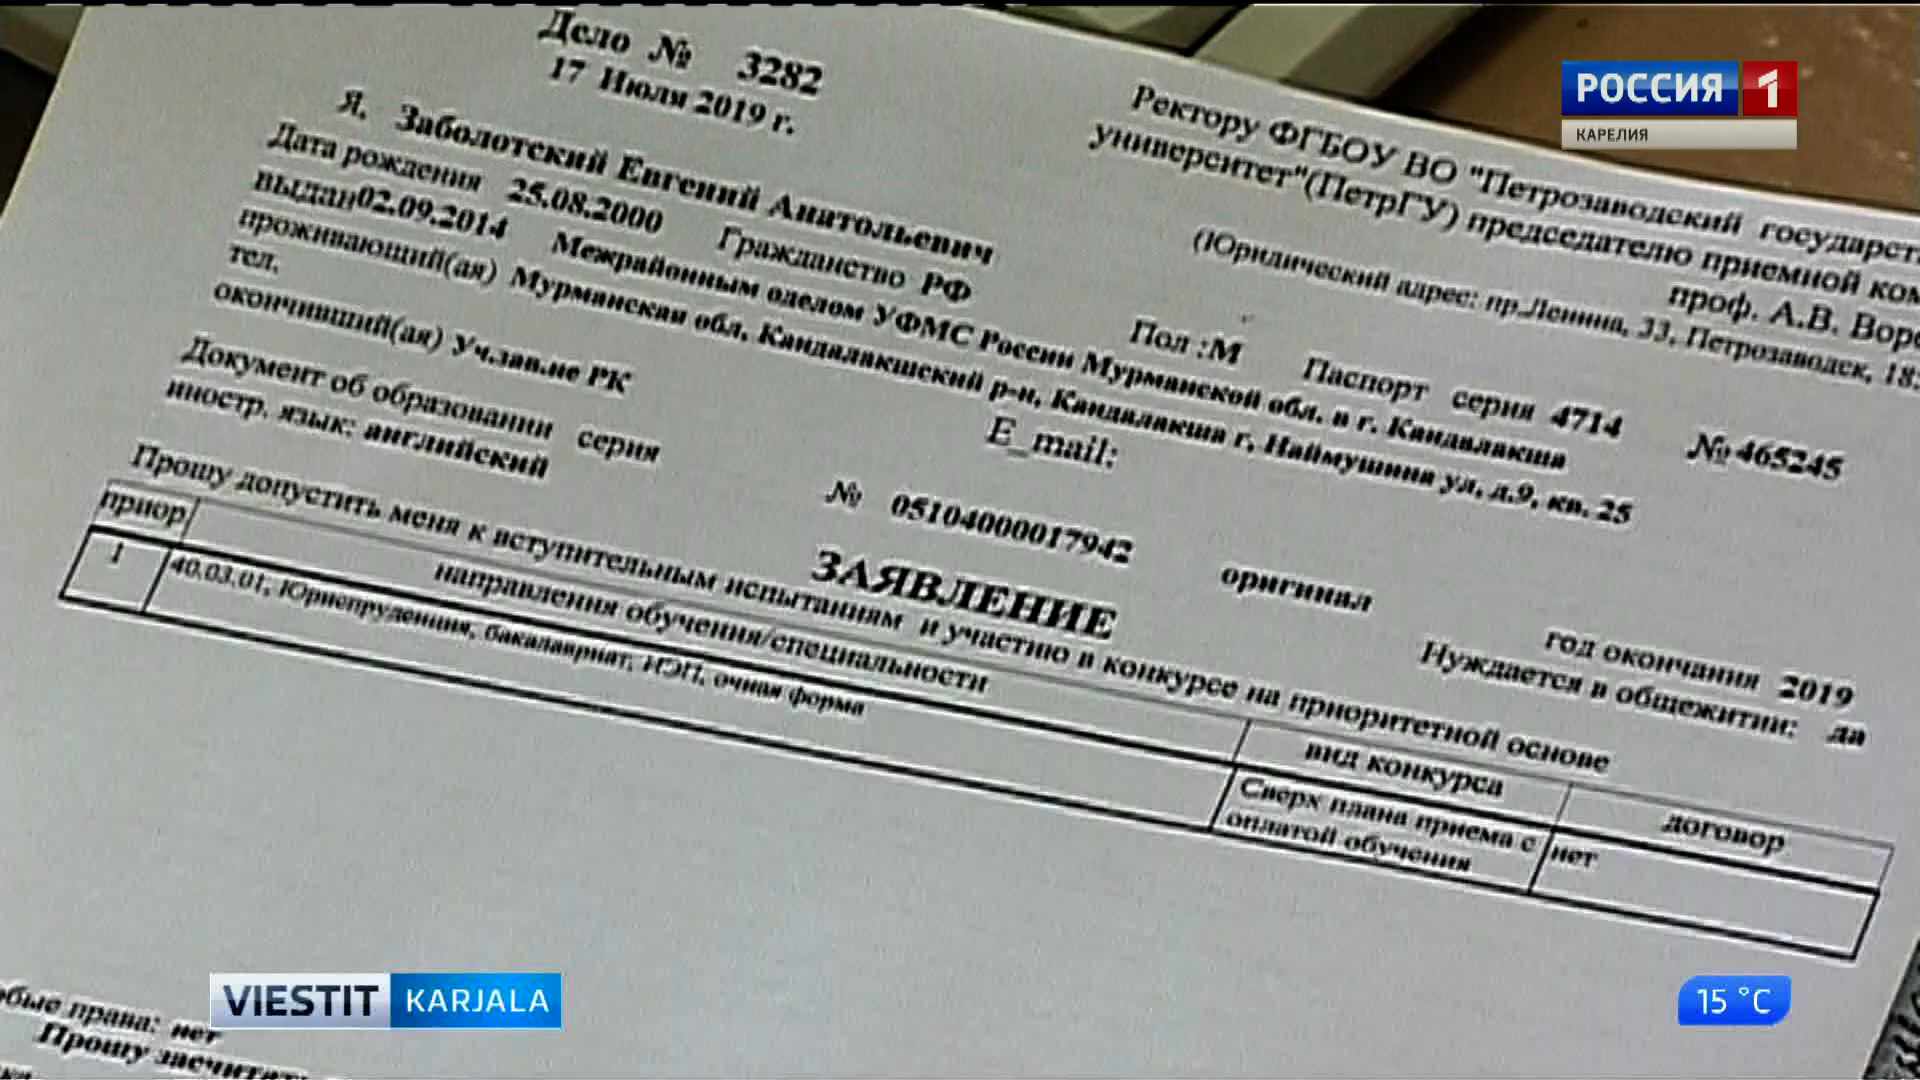 Дело № 3282
17 Июля 2019 г.
Ректору ФГБОУ ВО "Петрозаводский государст
университет"(ПетрГУ) председателю приемной ком
проф. А.В. Воро
(Юридический адрес: пр.Ленина, 33, Петрозаводск, 185
Я, Заболотский Евгений Анатольевич
Дата рождения 25.08.2000 Гражданство РФ Пол :М Паспорт серия 4714 № 465245
выдан02.09.2014 Межрайонным оделом УФМС России Мурманской обл. в г. Кандалакша
проживающий(ая) Мурманская обл, Кандалакшский р-н, Кандалакша г, Наймушина ул, д.9, кв. 25
тел. E_mail:
окончивший(ая) Уч.зав.не РК год окончания 2019
Документ об образовании серия № 05104000017942 оригинал
иностр. язык: английский Нуждается в общежитии: да
ЗАЯВЛЕНИЕ
Прошу допустить меня к вступительным испытаниям и участию в конкурсе на приоритетной основе
приор направления обучения/специальности вид конкурса договор
1 40.03.01, Юриспруденция, бакалавриат, ИЭП, очная форма Сверх плана приема с оплатой обучения нет
обые права: нет
Прошу засчитать
РОССИЯ 1
КАРЕЛИЯ
VIESTIT KARJALA
15 °C